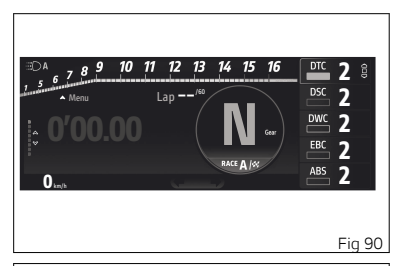 A
1 5 6 7 8 9 10 11 12 13 14 15 16
Menu
Lap -- /60
0'00.00
N
Gear
RACE A /
0 km/h
DTC 2
DSC 2
DWC 2
EBC 2
ABS 2
Fig 90